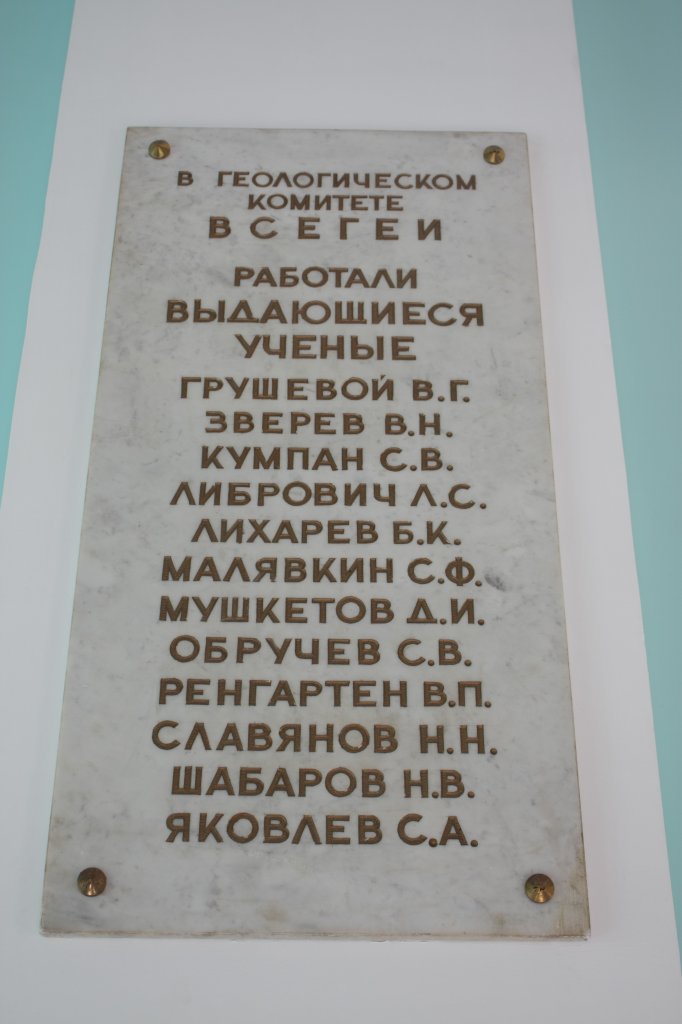 В ГЕОЛОГИЧЕСКОМ
КОМИТЕТЕ
ВСЕГЕИ
РАБОТАЛИ
ВЫДАЮЩИЕСЯ
УЧЕНЫЕ
ГРУШЕВОЙ В.Г.
ЗВЕРЕВ В.Н.
КУМПАН С.В.
ЛИБРОВИЧ Л.С.
ЛИХАРЕВ Б.К.
МАЛЯВКИН С.Ф.
МУШКЕТОВ Д.И.
ОБРУЧЕВ С.В.
РЕНГАРТЕН В.П.
СЛАВЯНОВ Н.Н.
ШАБАРОВ Н.В.
ЯКОВЛЕВ С.А.